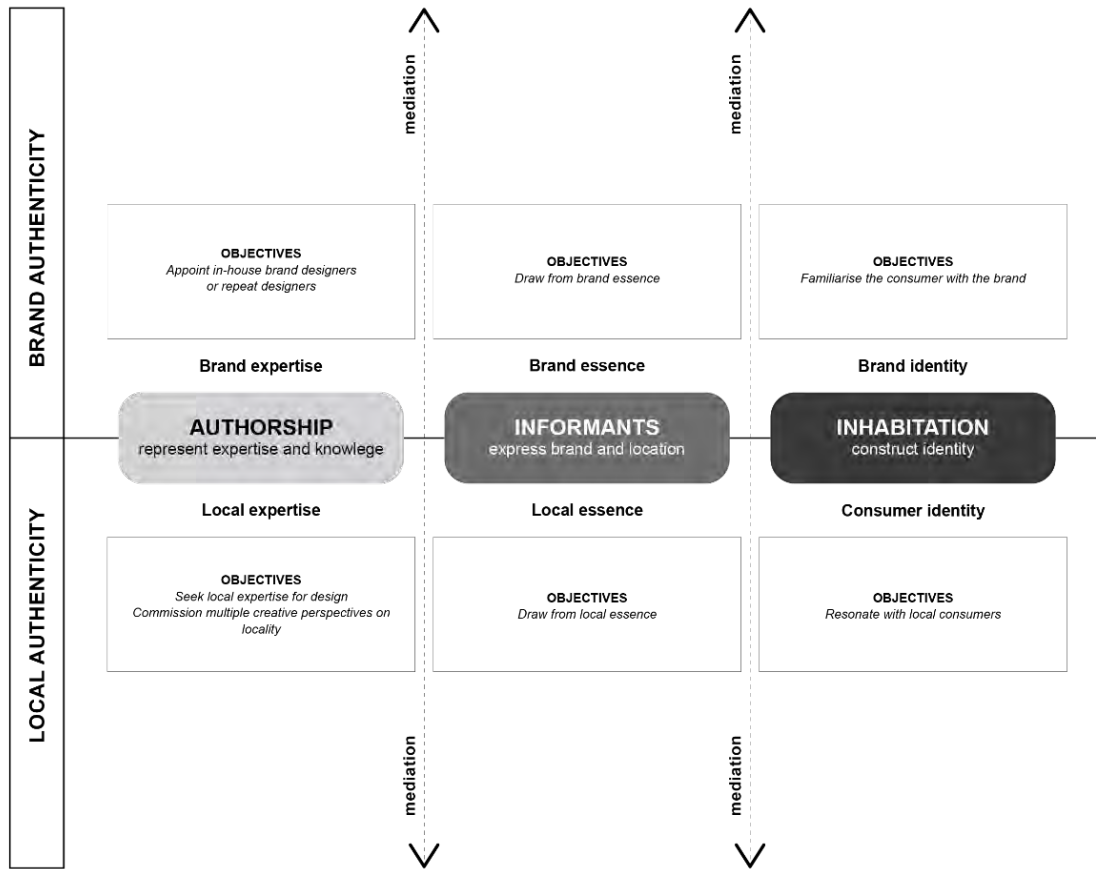 BRAND AUTHENTICITY
mediation
mediation
OBJECTIVES
Appoint in-house brand designers
or repeat designers
OBJECTIVES
Draw from brand essence
OBJECTIVES
Familiarise the consumer with the brand
Brand expertise
Brand essence
Brand identity
AUTHORSHIP
represent expertise and knowlege
INFORMANTS
express brand and location
INHABITATION
construct identity
LOCAL AUTHENTICITY
Local expertise
Local essence
Consumer identity
OBJECTIVES
Seek local expertise for design
Commission multiple creative perspectives on
locality
OBJECTIVES
Draw from local essence
OBJECTIVES
Resonate with local consumers
mediation
mediation